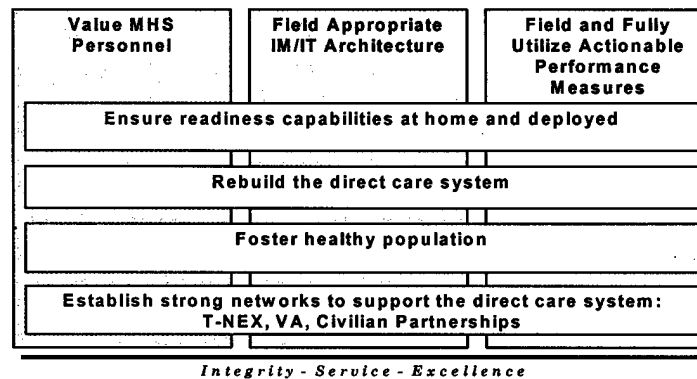 Value MHS
Personnel
Field Appropriate
IM/IT Architecture
Field and Fully
Utilize Actionable
Performance
Measures
Ensure readiness capabilities at home and deployed
Rebuild the direct care system
Foster healthy population
Establish strong networks to support the direct care system:
T-NEX, VA, Civilian Partnerships
Integrity - Service - Excellence